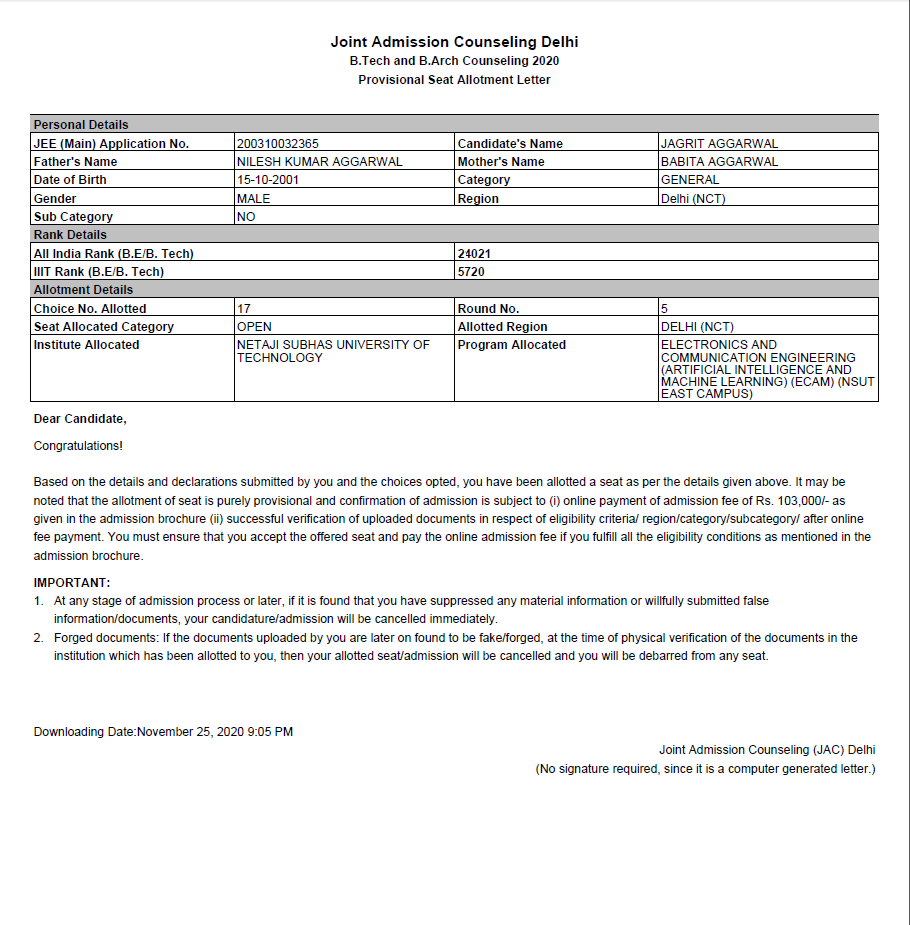 Joint Admission Counseling Delhi
B.Tech and B.Arch Counseling 2020
Provisional Seat Allotment Letter
Personal Details
JEE (Main) Application No. 200310032365 Candidate's Name JAGRIT AGGARWAL
Father's Name NILESH KUMAR AGGARWAL Mother's Name BABITA AGGARWAL
Date of Birth 15-10-2001 Category GENERAL
Gender MALE Region Delhi (NCT)
Sub Category NO
Rank Details
All India Rank (B.E/B. Tech) 24021
IIIT Rank (B.E/B. Tech) 5720
Allotment Details
Choice No. Allotted 17 Round No. 5
Seat Allocated Category OPEN Allotted Region DELHI (NCT)
Institute Allocated NETAJI SUBHAS UNIVERSITY OF Program Allocated ELECTRONICS AND
TECHNOLOGY COMMUNICATION ENGINEERING
(ARTIFICIAL INTELLIGENCE AND
MACHINE LEARNING) (ECAM) (NSUT
EAST CAMPUS)
Dear Candidate,
Congratulations!
Based on the details and declarations submitted by you and the choices opted, you have been allotted a seat as per the details given above. It may be
noted that the allotment of seat is purely provisional and confirmation of admission is subject to (i) online payment of admission fee of Rs. 103,000/- as
given in the admission brochure (ii) successful verification of uploaded documents in respect of eligibility criteria/ region/category/subcategory/ after online
fee payment. You must ensure that you accept the offered seat and pay the online admission fee if you fulfill all the eligibility conditions as mentioned in the
admission brochure.
IMPORTANT:
1. At any stage of admission process or later, if it is found that you have suppressed any material information or willfully submitted false
information/documents, your candidature/admission will be cancelled immediately.
2. Forged documents: If the documents uploaded by you are later on found to be fake/forged, at the time of physical verification of the documents in the
institution which has been allotted to you, then your allotted seat/admission will be cancelled and you will be debarred from any seat.
Downloading Date:November 25, 2020 9:05 PM
Joint Admission Counseling (JAC) Delhi
(No signature required, since it is a computer generated letter.)